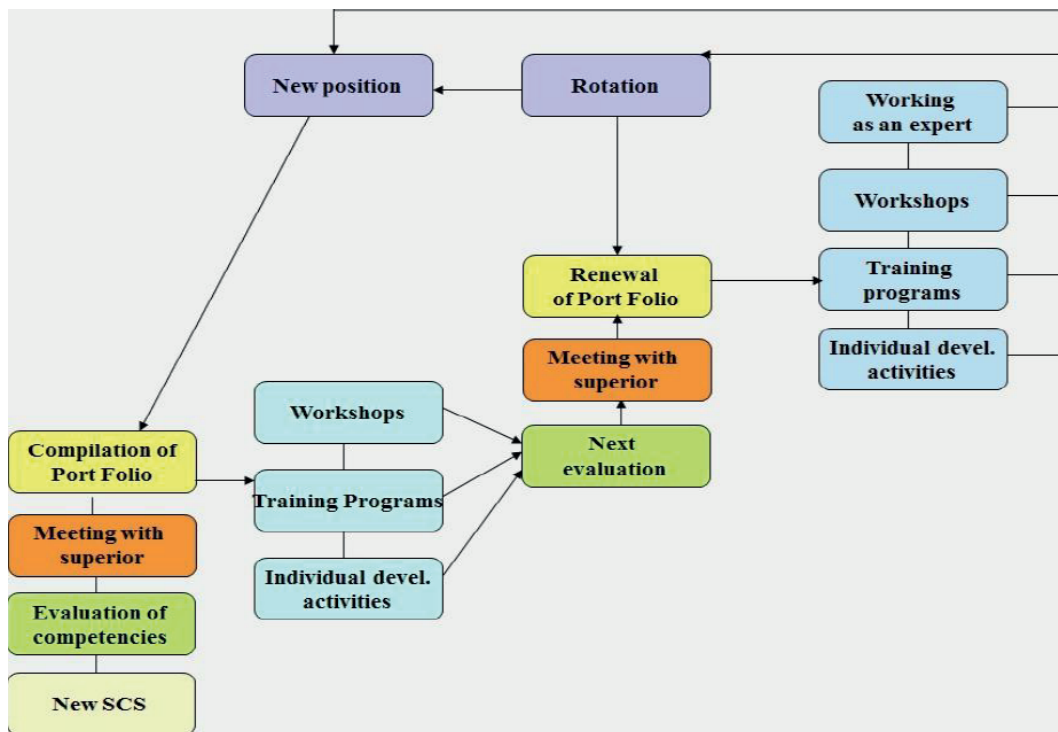 New position
Rotation
Working
as an expert
Workshops
Training
programs
Individual devel.
activities
Renewal
of Port Folio
Meeting with
superior
Next
evaluation
Workshops
Training Programs
Individual devel.
activities
Compilation of
Port Folio
Meeting with
superior
Evaluation of
competencies
New SCS